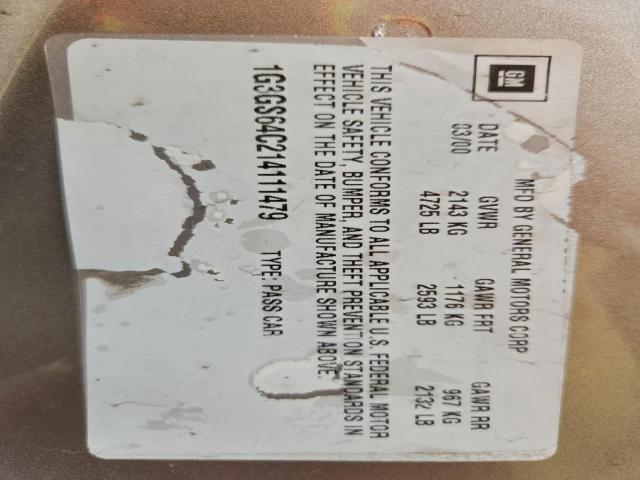 GM
MFD BY GENERAL MOTORS CORP
DATE GVWR GAWR FRT GAWR RR
03/00 2143 KG 1176 KG 967 KG
4725 LB 2593 LB 2132 LB
THIS VEHICLE CONFORMS TO ALL APPLICABLE U.S. FEDERAL MOTOR
VEHICLE SAFETY, BUMPER, AND THEFT PREVENTION STANDARDS IN
EFFECT ON THE DATE OF MANUFACTURE SHOWN ABOVE.
1G3GS64C214111479 TYPE: PASS CAR